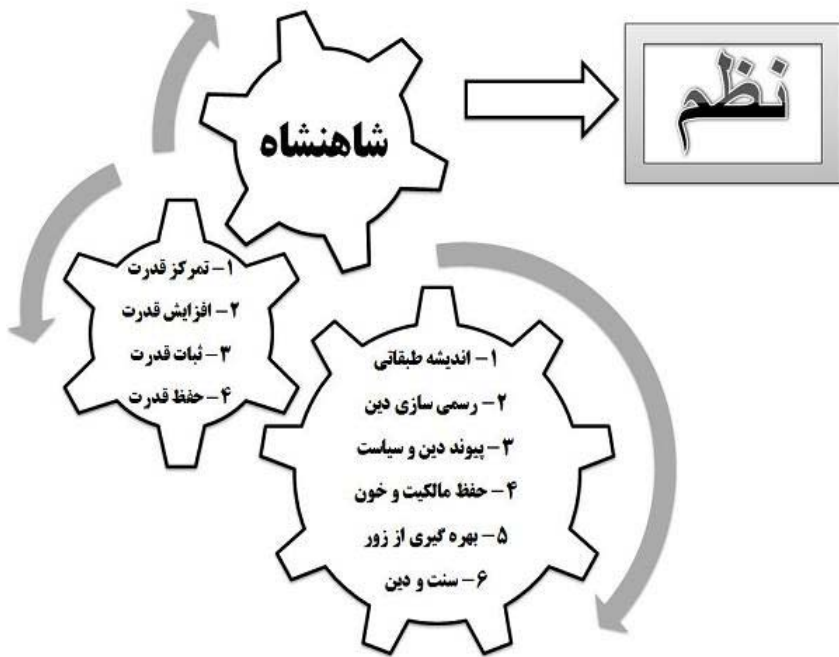 نظم
شاهنشاه
۱- تمرکز قدرت
۲- افزایش قدرت
۳- ثبات قدرت
۴- حفظ قدرت
۱- اندیشه طبقاتی
۲- رسمی سازی دین
۳- پیوند دین و سیاست
۴- حفظ مالکیت و خون
۵- بهره گیری از زور
۶- سنت و دین